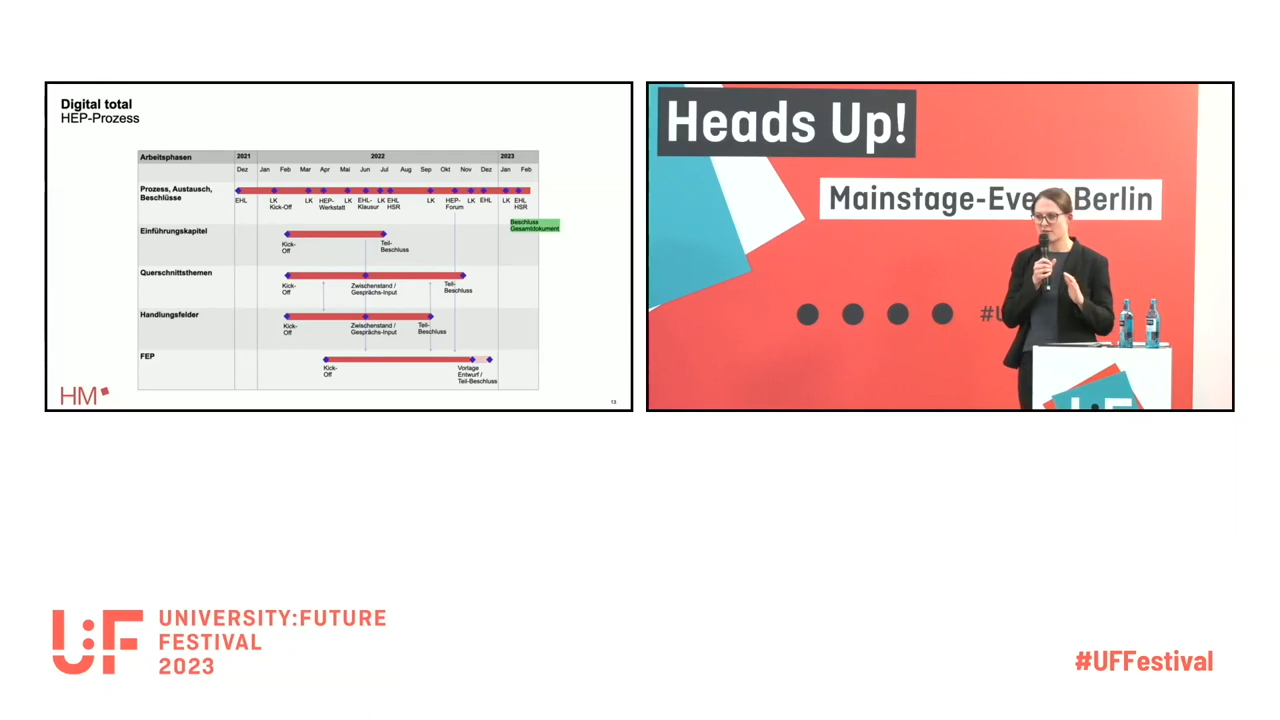 Digital total
HEP-Prozess
Arbeitsphasen
2021
2022
2023
Dez Jan Feb Mar Apr Mai Jun Jul Aug Sep Okt Nov Dez Jan Feb
Prozess, Austausch,
Beschlüsse
EHL
LK
Kick-Off
LK
HEP-
Werkstatt
LK
EHL-
Klausur
LK
EHL
HSR
LK
HEP-
Forum
LK
EHL
LK
EHL
HSR
Beschluss
Gesamtdokument
Einführungskapitel
Kick-
Off
Teil-
Beschluss
Querschnittsthemen
Kick-
Off
Zwischenstand /
Gesprächs-Input
Teil-
Beschluss
Handlungsfelder
Kick-
Off
Zwischenstand /
Gesprächs-Input
Teil-
Beschluss
FEP
Kick-
Off
Vorlage
Entwurf /
Teil-Beschluss
HM
13
Heads Up!
Mainstage-Eve Berlin
#U
U:F
UNIVERSITY:FUTURE
FESTIVAL
2023
#UFFestival